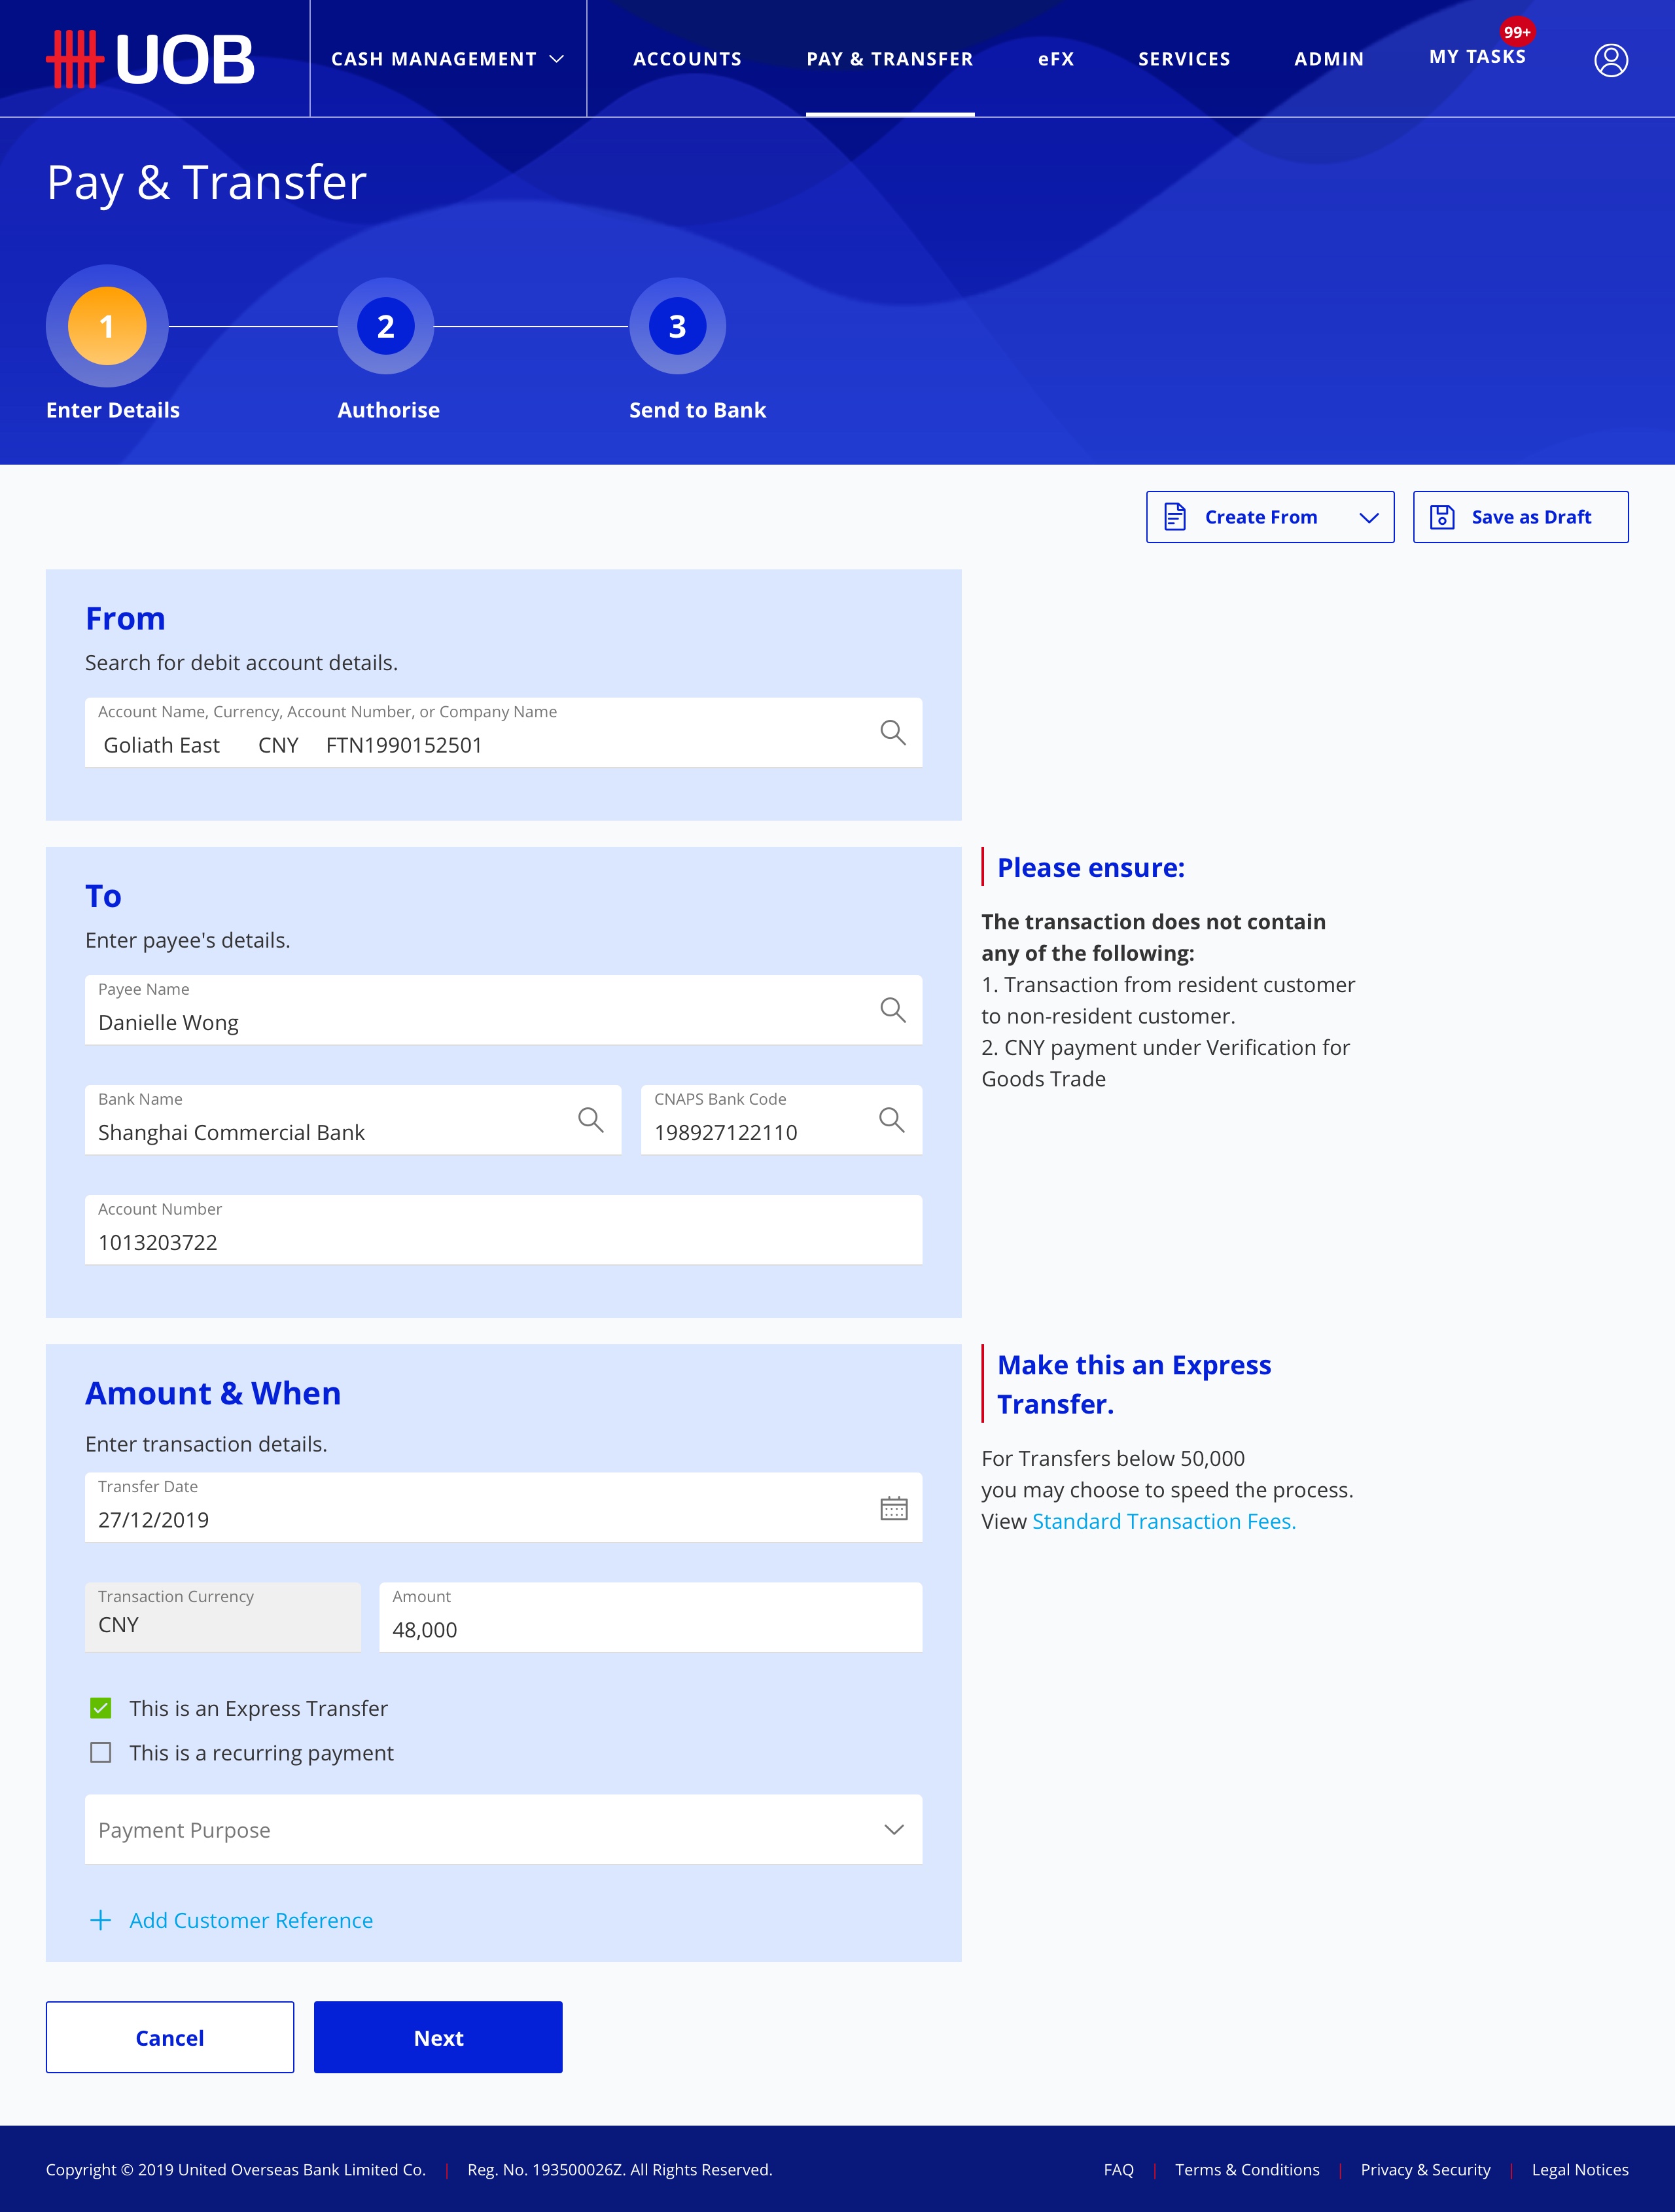 UOB
CASH MANAGEMENT
ACCOUNTS
PAY & TRANSFER
eFX
SERVICES
ADMIN
MY TASKS
99+
Pay & Transfer
1
2
3
Enter Details
Authorise
Send to Bank
Create From
Save as Draft
From
Search for debit account details.
Account Name, Currency, Account Number, or Company Name
Goliath East CNY FTN1990152501
To
Enter payee's details.
Payee Name
Danielle Wong
Bank Name
Shanghai Commercial Bank
CNAPS Bank Code
198927122110
Account Number
1013203722
Please ensure:
The transaction does not contain
any of the following:
1. Transaction from resident customer
to non-resident customer.
2. CNY payment under Verification for
Goods Trade
Amount & When
Enter transaction details.
Transfer Date
27/12/2019
Transaction Currency
CNY
Amount
48,000
This is an Express Transfer
This is a recurring payment
Payment Purpose
Add Customer Reference
Make this an Express
Transfer.
For Transfers below 50,000
you may choose to speed the process.
View Standard Transaction Fees.
Cancel
Next
Copyright © 2019 United Overseas Bank Limited Co. | Reg. No. 193500026Z. All Rights Reserved.
FAQ | Terms & Conditions | Privacy & Security | Legal Notices